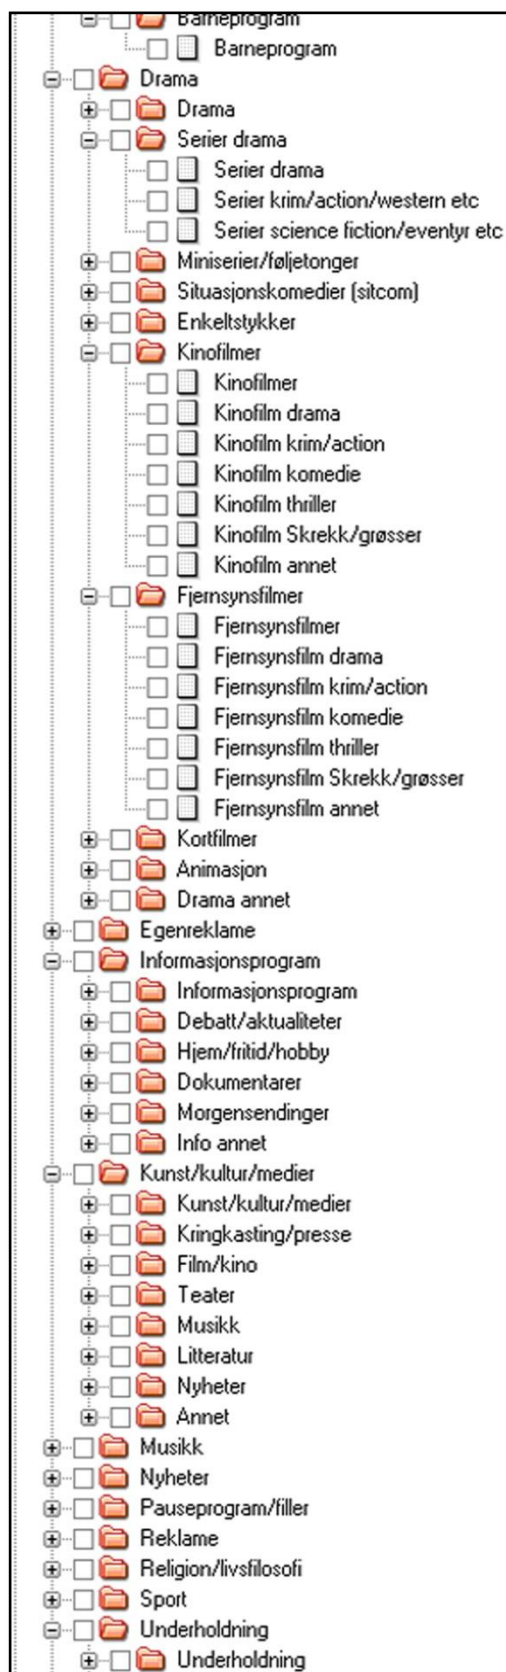 Barneprogram
Barneprogram
Drama
Drama
Serier drama
Serier drama
Serier krim/action/western etc
Serier science fiction/eventyr etc
Miniserier/føljetonger
Situasjonskomedier (sitcom)
Enkeltstykker
Kinofilmer
Kinofilmer
Kinofilm drama
Kinofilm krim/action
Kinofilm komedie
Kinofilm thriller
Kinofilm Skrekk/grøsser
Kinofilm annet
Fjernsynsfilmer
Fjernsynsfilmer
Fjernsynsfilm drama
Fjernsynsfilm krim/action
Fjernsynsfilm komedie
Fjernsynsfilm thriller
Fjernsynsfilm Skrekk/grøsser
Fjernsynsfilm annet
Kortfilmer
Animasjon
Drama annet
Egenreklame
Informasjonsprogram
Informasjonsprogram
Debatt/aktualiteter
Hjem/fritid/hobby
Dokumentarer
Morgensendinger
Info annet
Kunst/kultur/medier
Kunst/kultur/medier
Kringkasting/presse
Film/kino
Teater
Musikk
Litteratur
Nyheter
Annet
Musikk
Nyheter
Pauseprogram/filler
Reklame
Religion/livsfilosofi
Sport
Underholdning
Underholdning